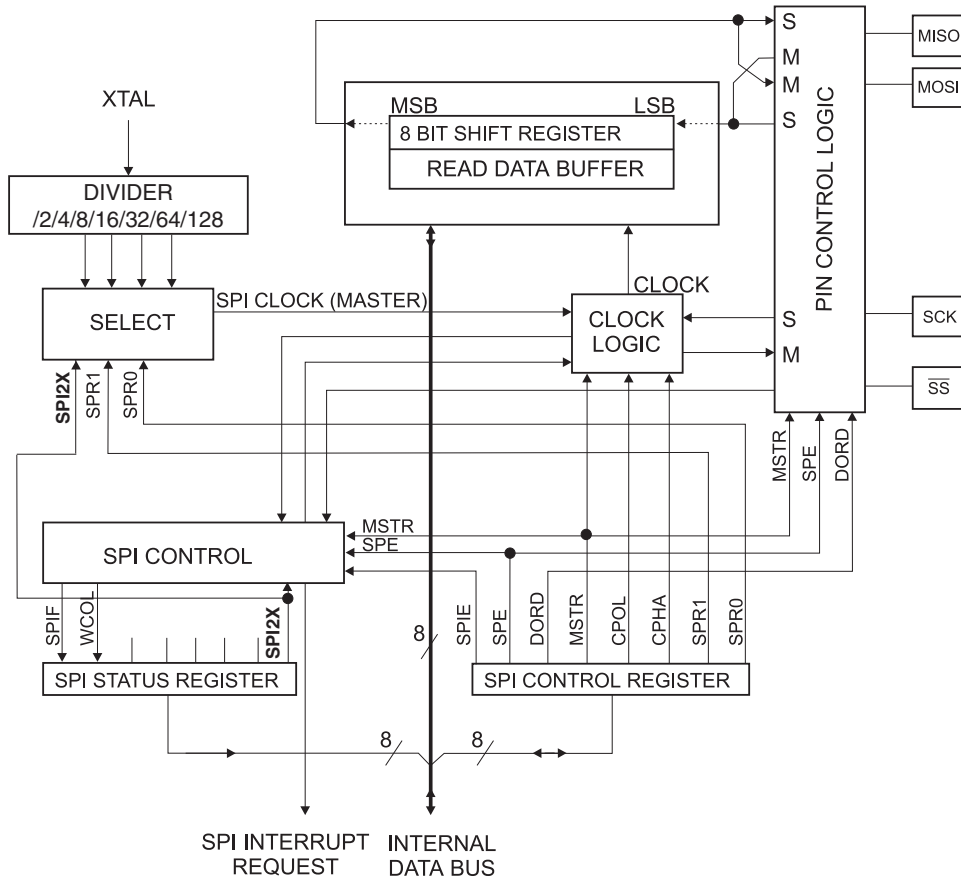 S
MISO
M
MOSI
M
XTAL
MSB
LSB
S
8 BIT SHIFT REGISTER
READ DATA BUFFER
DIVIDER
/2/4/8/16/32/64/128
PIN CONTROL LOGIC
SPI CLOCK (MASTER)
CLOCK
SELECT
CLOCK
LOGIC
S
SCK
M
SPI2X
SPR1
SPR0
SS
MSTR
SPE
DORD
MSTR
SPE
SPI CONTROL
SPIF
WCOL
SPI2X
SPIE
SPE
DORD
MSTR
CPOL
CPHA
SPR1
SPR0
8
SPI STATUS REGISTER
SPI CONTROL REGISTER
8
8
SPI INTERRUPT
REQUEST
INTERNAL
DATA BUS